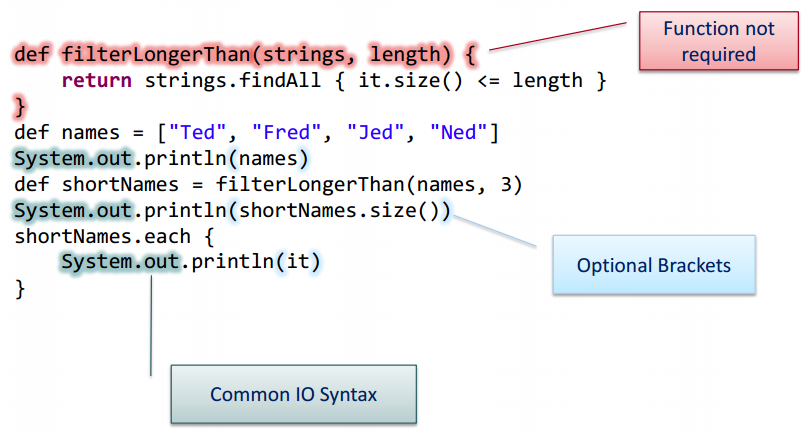 def filterLongerThan(strings, length) {
    return strings.findAll { it.size() <= length }
}
def names = ["Ted", "Fred", "Jed", "Ned"]
System.out.println(names)
def shortNames = filterLongerThan(names, 3)
System.out.println(shortNames.size())
shortNames.each {
    System.out.println(it)
}
Function not
required
Optional Brackets
Common IO Syntax